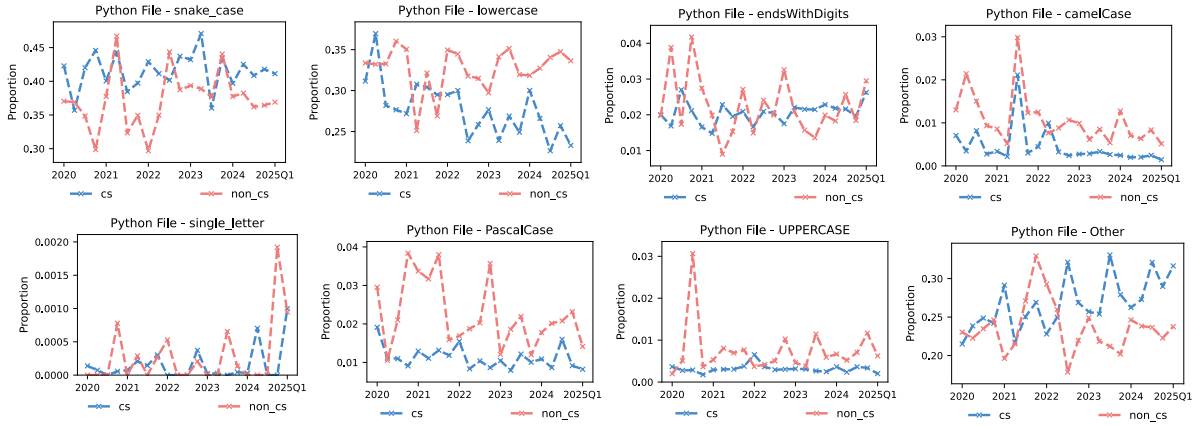 Python File - snake_case
Proportion
0.45
0.40
0.35
0.30
2020 2021 2022 2023 2024 2025Q1
cs non_cs
Python File - lowercase
Proportion
0.35
0.30
0.25
2020 2021 2022 2023 2024 2025Q1
cs non_cs
Python File - endsWithDigits
Proportion
0.04
0.03
0.02
0.01
2020 2021 2022 2023 2024 2025Q1
cs non_cs
Python File - camelCase
Proportion
0.03
0.02
0.01
0.00
2020 2021 2022 2023 2024 2025Q1
cs non_cs
Python File - single_letter
Proportion
0.0020
0.0015
0.0010
0.0005
0.0000
2020 2021 2022 2023 2025Q1
cs non_cs
Python File - PascalCase
Proportion
0.04
0.03
0.02
0.01
2020 2021 2022 2023 2024 2025Q1
cs non_cs
Python File - UPPERCASE
Proportion
0.03
0.02
0.01
0.00
2020 2021 2022 2023 2024 2025Q1
cs non_cs
Python File - Other
Proportion
0.30
0.25
0.20
2020 2021 2022 2023 2024 2025Q1
cs non_cs